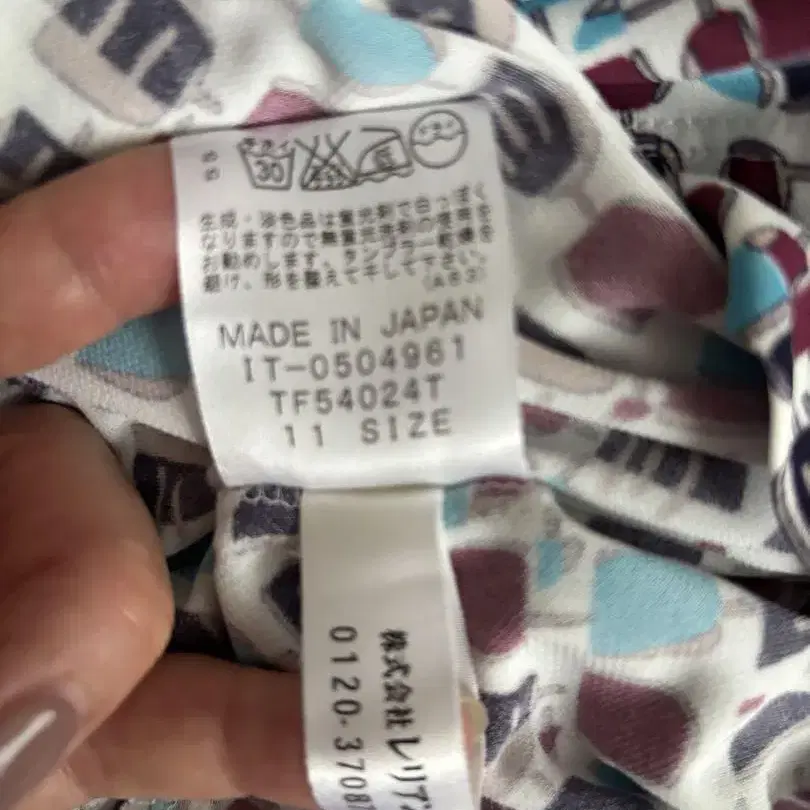 30
生成・淡色品は蛍光剤で白っぽく
なりますので無蛍光洗剤の使用を
お勧めします。タンブラー乾燥を
避け、形を整えて干して下さい。
(A62)
MADE IN JAPAN
IT-0504961
TF54024T
11 SIZE
株式会社レリアン
0120-3708